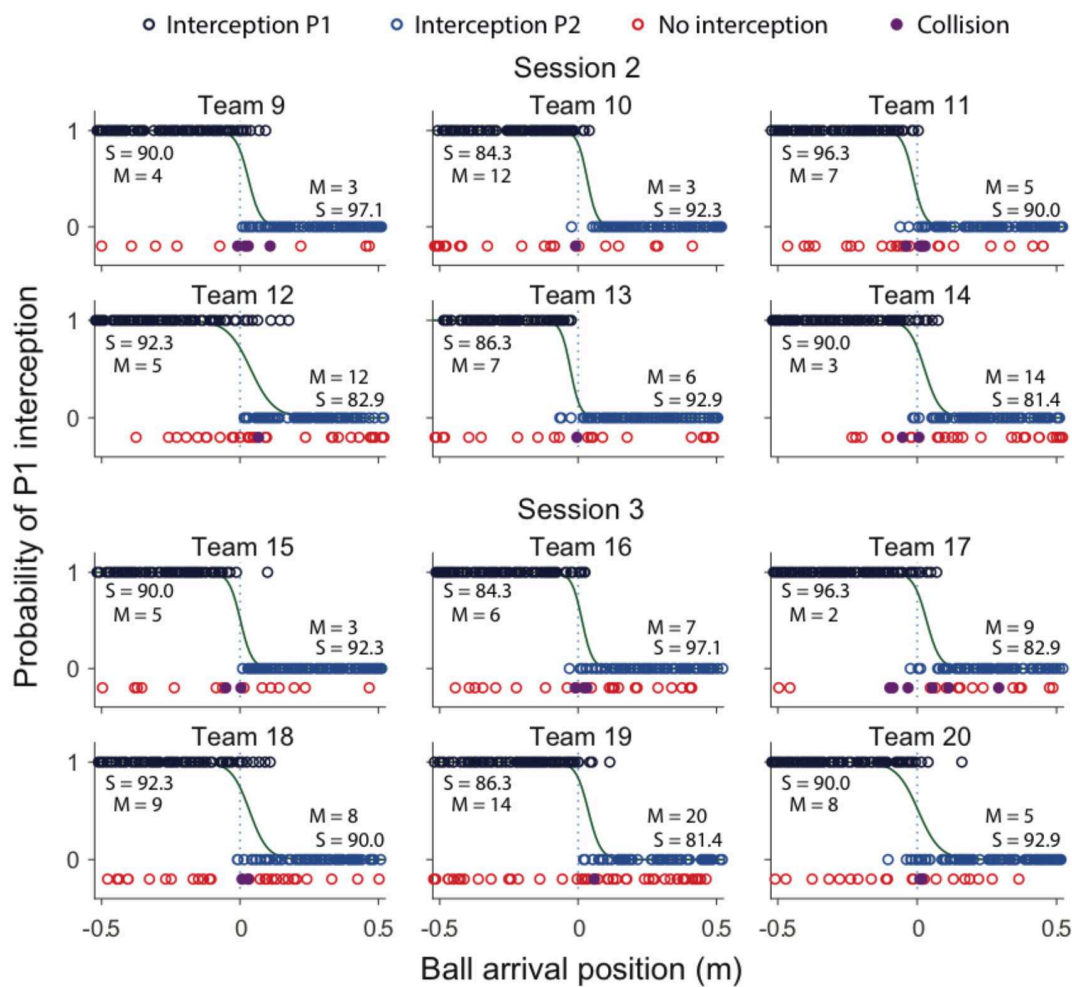 Interception P1 Interception P2 No interception Collision
Session 2
Team 9 Team 10 Team 11
1
S = 90.0
M = 4
M = 3
S = 97.1
0
S = 84.3
M = 12
M = 3
S = 92.3
S = 96.3
M = 7
M = 5
S = 90.0
Team 12 Team 13 Team 14
1
S = 92.3
M = 5
M = 12
S = 82.9
0
S = 86.3
M = 7
M = 6
S = 92.9
S = 90.0
M = 3
M = 14
S = 81.4
Probability of P1 interception
Session 3
Team 15 Team 16 Team 17
1
S = 90.0
M = 5
M = 3
S = 92.3
0
S = 84.3
M = 6
M = 7
S = 97.1
S = 96.3
M = 2
M = 9
S = 82.9
Team 18 Team 19 Team 20
1
S = 92.3
M = 9
M = 8
S = 90.0
0
S = 86.3
M = 14
M = 20
S = 81.4
S = 90.0
M = 8
M = 5
S = 92.9
-0.5 0 0.5 0 0.5 -0.5 0 0.5
Ball arrival position (m)